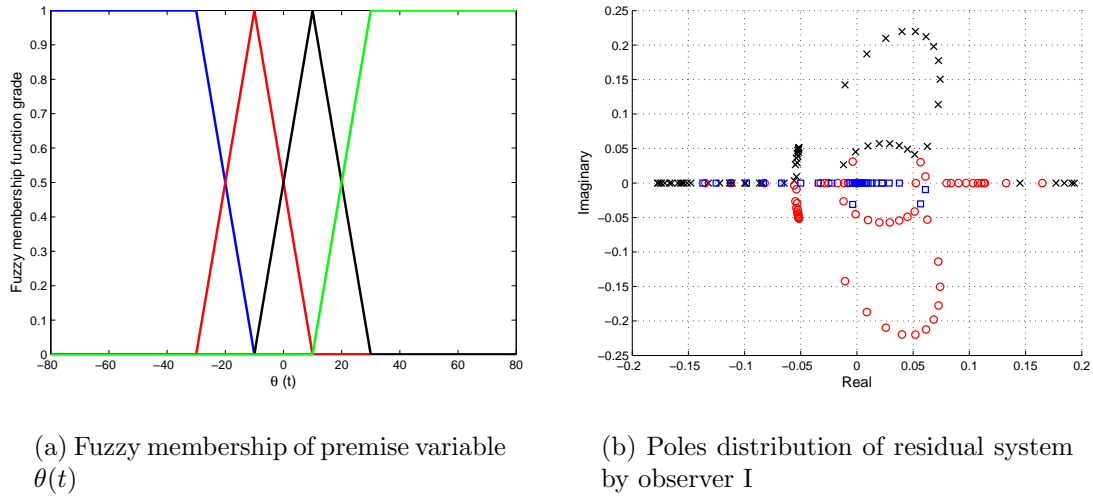 1
0.9
0.8
0.7
0.6
0.5
0.4
0.3
0.2
0.1
0
Fuzzy membership function grade
−80 −60 −40 −20 0 20 40 60 80
θ (t)
0.25
0.2
0.15
0.1
0.05
0
−0.05
−0.1
−0.15
−0.2
−0.25
Imaginary
−0.2 −0.15 −0.1 −0.05 0 0.05 0.1 0.15 0.2
Real
(a) Fuzzy membership of premise variable
θ(t)
(b) Poles distribution of residual system
by observer I